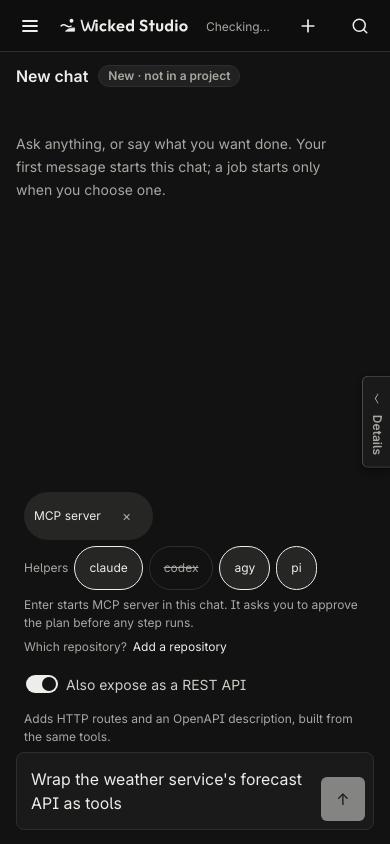 Wicked Studio Checking...
New chat New · not in a project
Ask anything, or say what you want done. Your
first message starts this chat; a job starts only
when you choose one.
Details
MCP server ×
Helpers claude codex agy pi
Enter starts MCP server in this chat. It asks you to approve
the plan before any step runs.
Which repository? Add a repository
Also expose as a REST API
Adds HTTP routes and an OpenAPI description, built from
the same tools.
Wrap the weather service's forecast
API as tools